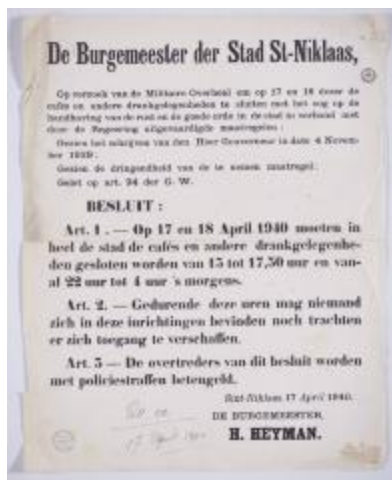 De Burgemeester der Stad St-Niklaas,
Op verzoek van de Militaire Overheid om op 17 en 18 dezer de
cafés en andere drankgelegenheden te sluiten met het oog op de
handhaving van de rust en de goede orde in de stad in verband met
door de Regeering uitgevaardigde maatregelen :
Gezien het schrijven van den Heer Gouverneur in date 4 Novem-
ber 1939.
Gezien de dringendheid van de te nemen maatregel.
Gelet op art. 94 der G. W.
BESLUIT :
Art. 1 . — Op 17 en 18 April 1940 moeten in
heel de stad de cafés en andere drankgelegenhe-
den gesloten worden van 13 tot 17,30 uur en van-
af 22 uur tot 4 uur 's morgens.
Art. 2. — Gedurende deze uren mag niemand
zich in deze inrichtingen bevinden noch trachten
er zich toegang te verschaffen.
Art. 3 — De overtreders van dit besluit worden
met policiestraffen beteugeld.
Sint-Niklaas 17 April 1940.
DE BURGEMEESTER,
H. HEYMAN.
17 April